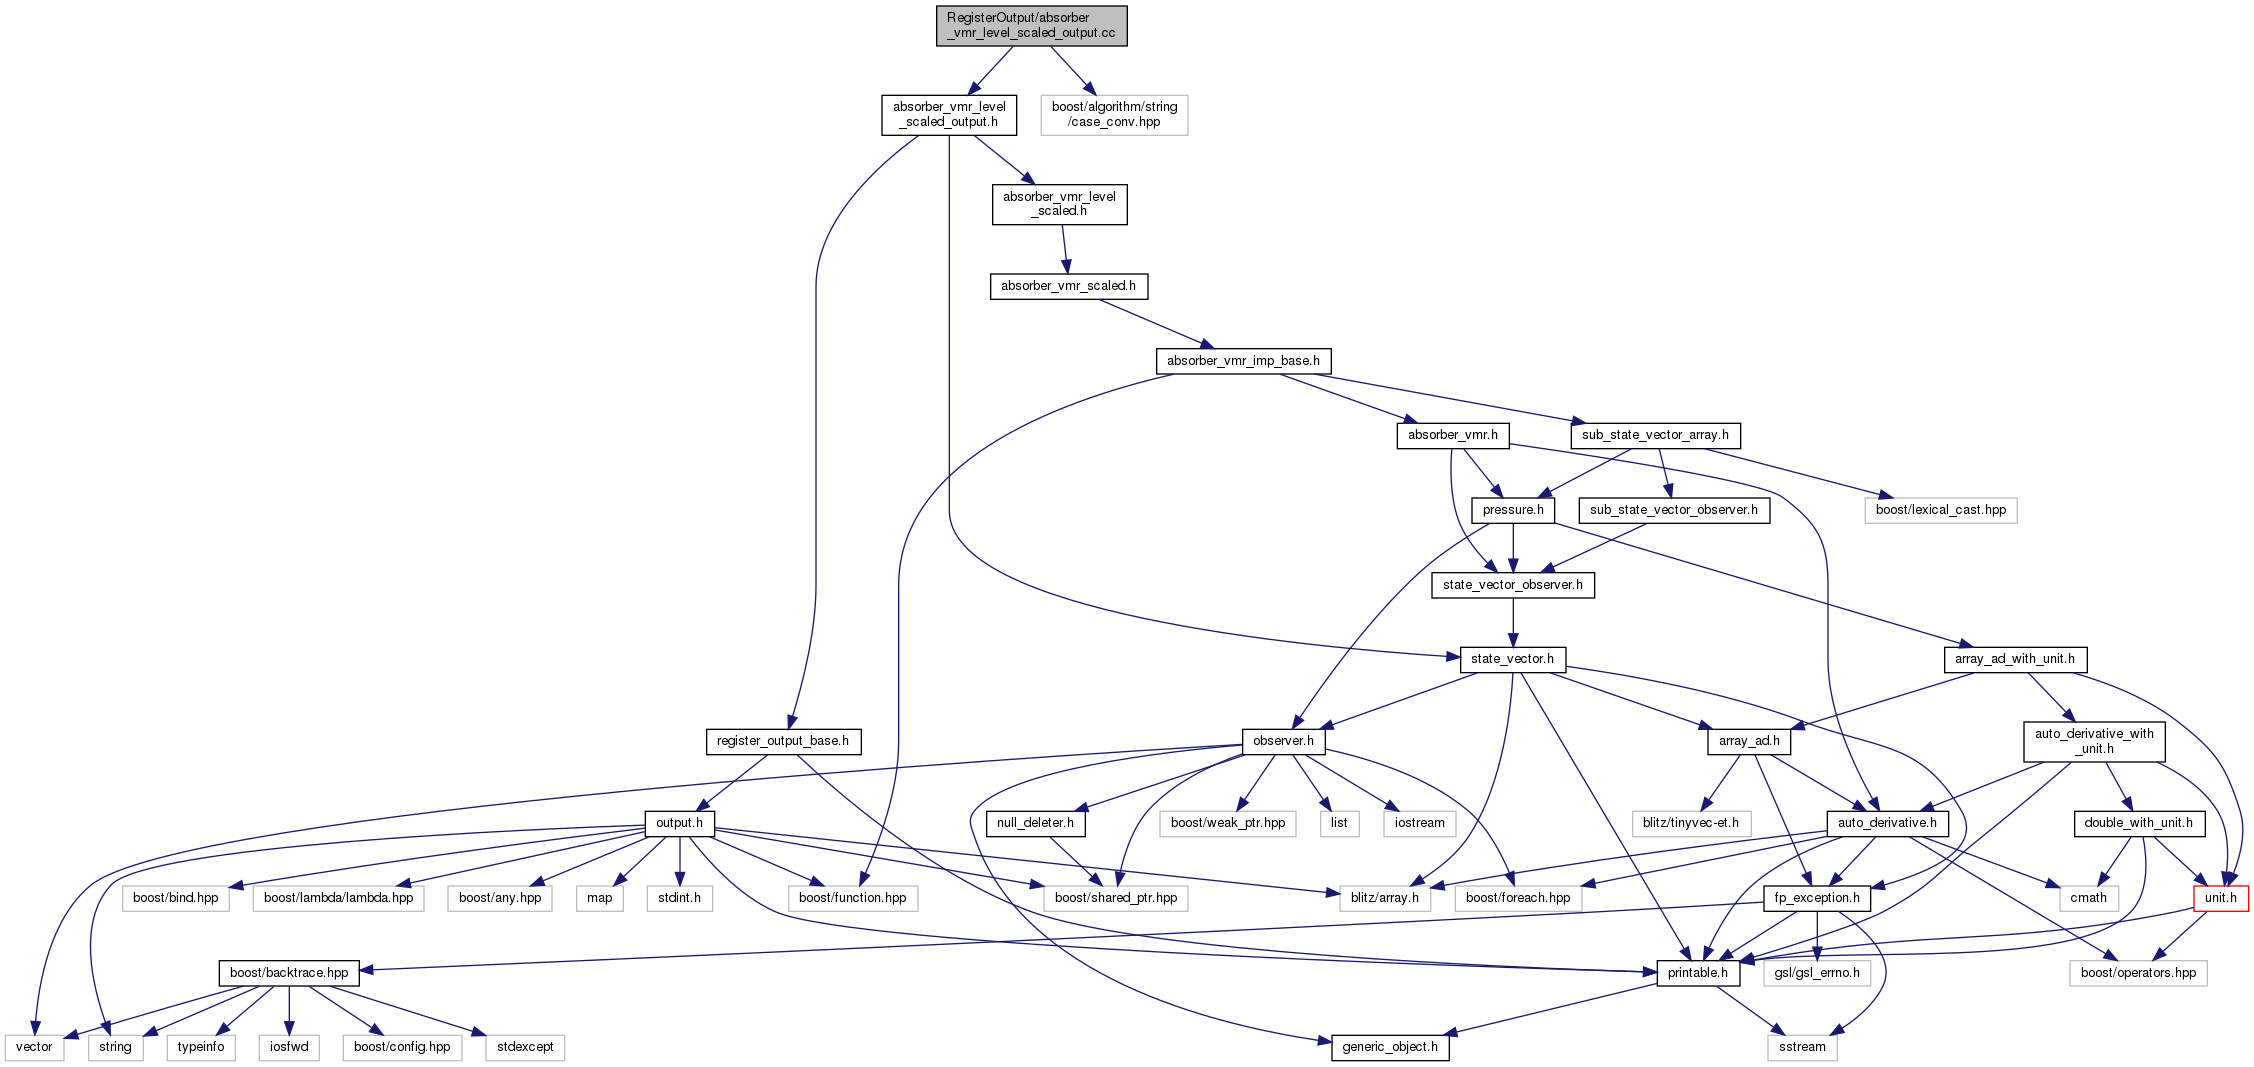 RegisterOutput/absorber
_vmr_level_scaled_output.cc
absorber_vmr_level
_scaled_output.h
boost/algorithm/string
/case_conv.hpp
absorber_vmr_level
_scaled.h
absorber_vmr_scaled.h
absorber_vmr_imp_base.h
absorber_vmr.h
sub_state_vector_array.h
pressure.h
sub_state_vector_observer.h
boost/lexical_cast.hpp
state_vector_observer.h
state_vector.h
array_ad_with_unit.h
register_output_base.h
observer.h
array_ad.h
auto_derivative_with
_unit.h
output.h
null_deleter.h
boost/weak_ptr.hpp
list
iostream
blitz/tinyvec-et.h
auto_derivative.h
double_with_unit.h
boost/bind.hpp
boost/lambda/lambda.hpp
boost/any.hpp
map
stdint.h
boost/function.hpp
boost/shared_ptr.hpp
blitz/array.h
boost/foreach.hpp
fp_exception.h
cmath
unit.h
boost/backtrace.hpp
printable.h
gsl/gsl_errno.h
boost/operators.hpp
vector
string
typeinfo
iosfwd
boost/config.hpp
stdexcept
generic_object.h
sstream